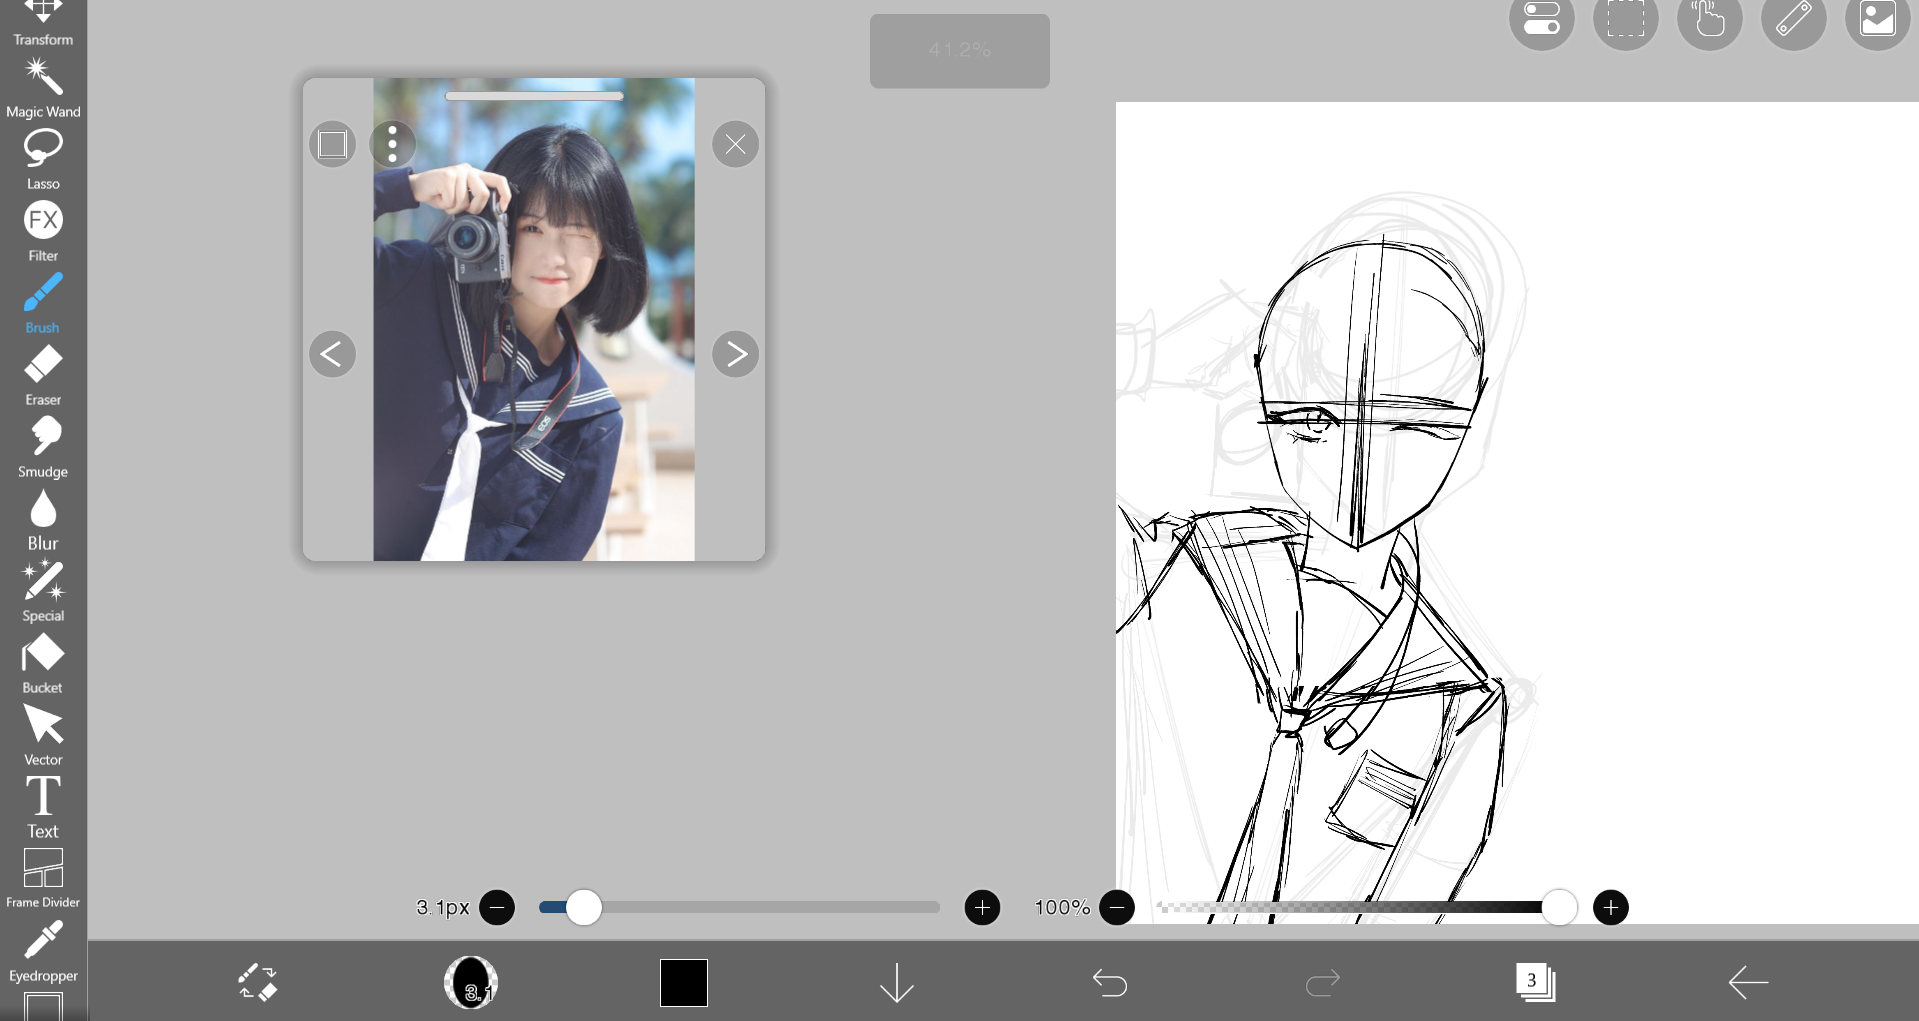 Transform
Magic Wand
Lasso
FX
Filter
Brush
Eraser
Smudge
Blur
Special
Bucket
Vector
T
Text
Frame Divider
Eyedropper
41.2%
EOS
3.1px
100%
3.1
3